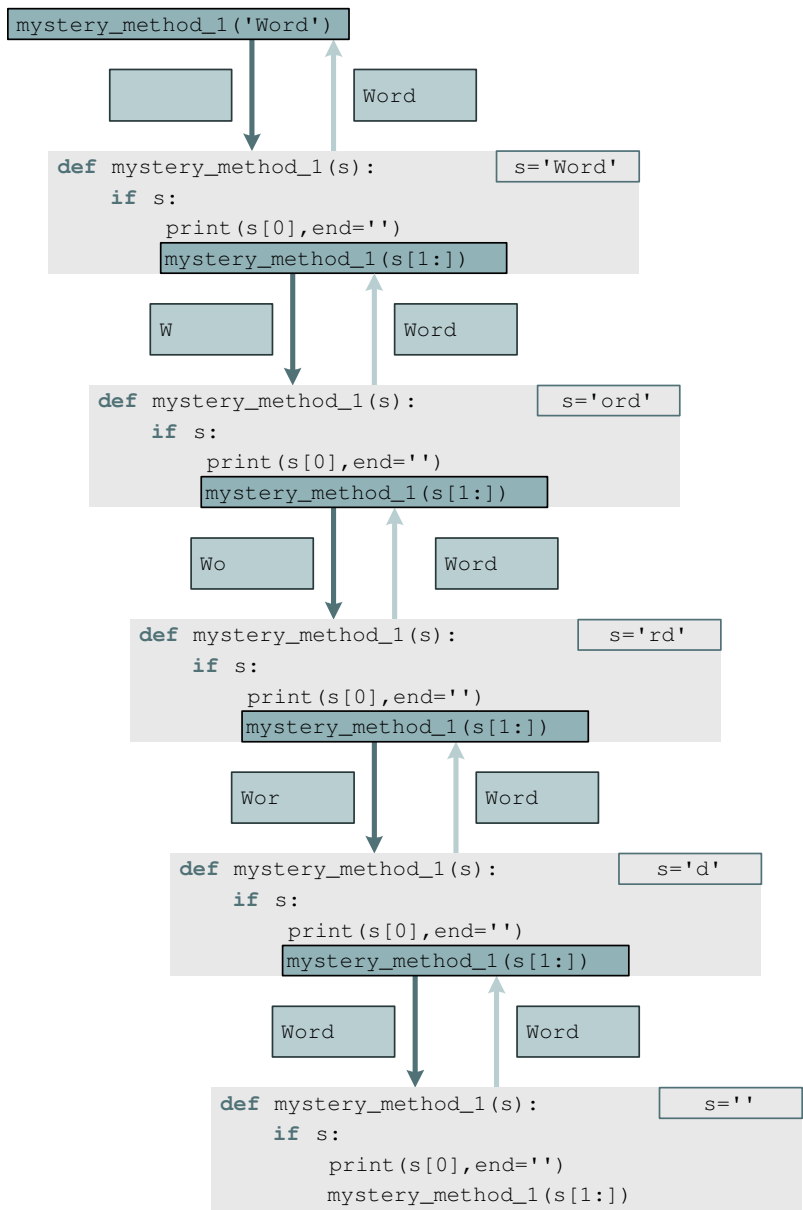 mystery_method_1('Word')
Word
def mystery_method_1(s): s='Word'
if s:
print(s[0],end='')
mystery_method_1(s[1:])
W Word
def mystery_method_1(s): s='ord'
if s:
print(s[0],end='')
mystery_method_1(s[1:])
Wo Word
def mystery_method_1(s): s='rd'
if s:
print(s[0],end='')
mystery_method_1(s[1:])
Wor Word
def mystery_method_1(s): s='d'
if s:
print(s[0],end='')
mystery_method_1(s[1:])
Word Word
def mystery_method_1(s): s=''
if s:
print(s[0],end='')
mystery_method_1(s[1:])